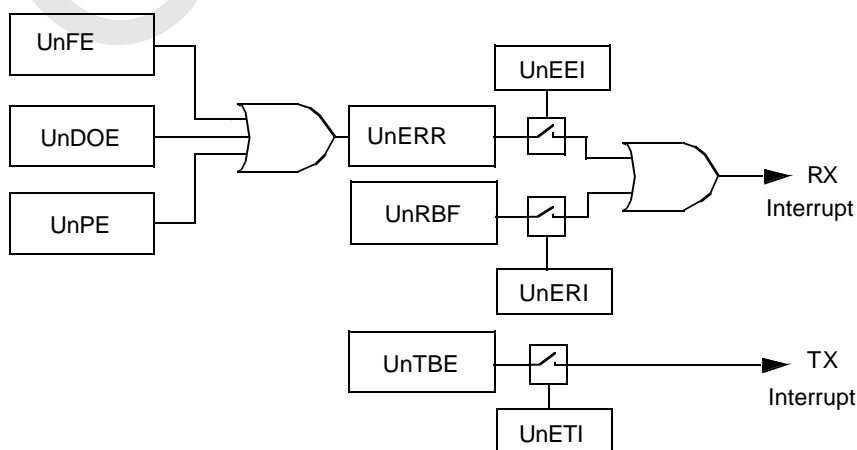 UnFE
UnEEI
UnDOE
UnERR
RX
Interrupt
UnPE
UnRBF
UnERI
UnTBE
TX
Interrupt
UnETI